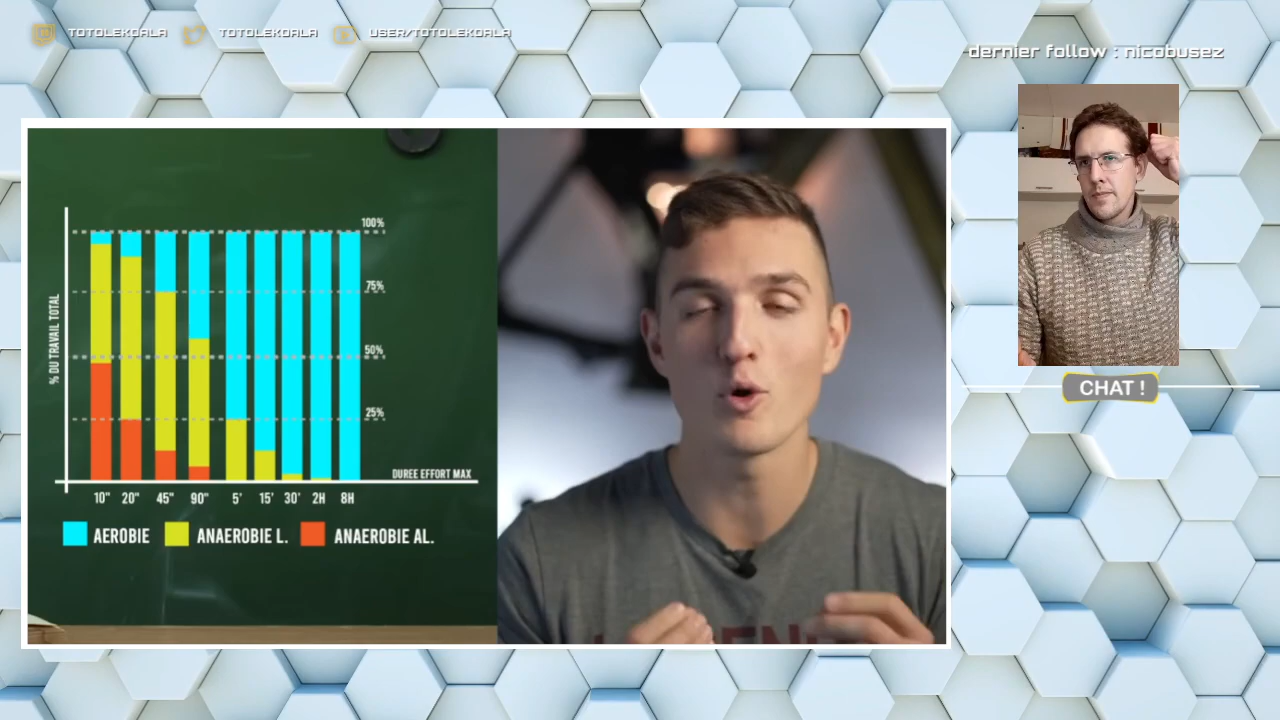 TOTOLEKOALA TOTOLEKOALA USER/TOTOLEKOALA
dernier follow : nicobusez
100%
75%
% DU TRAVAIL TOTAL
50%
25%
DUREE EFFORT MAX
10" 20" 45" 90" 5' 15' 30' 2H 8H
AEROBIE ANAEROBIE L. ANAEROBIE AL.
CHAT !